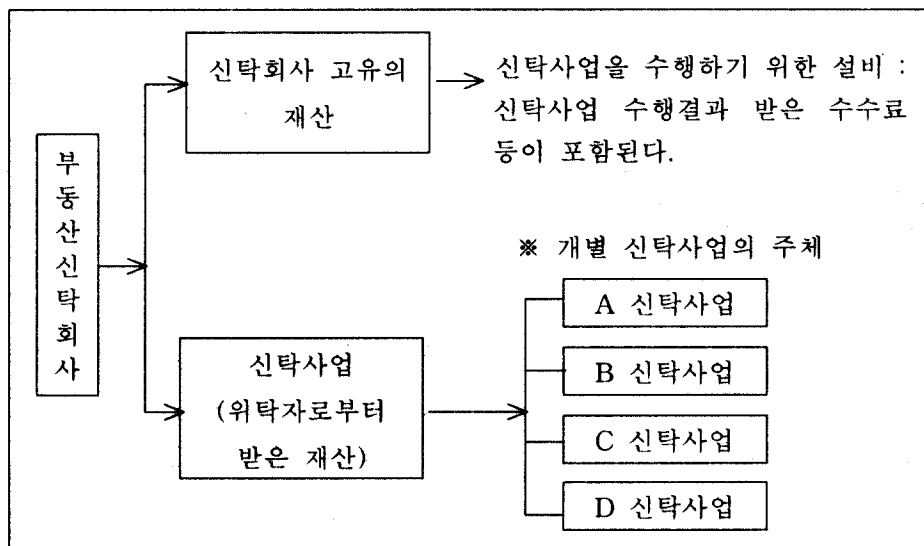 신탁회사 고유의
재산
신탁사업을 수행하기 위한 설비 :
신탁사업 수행결과 받은 수수료
등이 포함된다.
부동산신탁회사
※ 개별 신탁사업의 주체
A 신탁사업
B 신탁사업
C 신탁사업
D 신탁사업
신탁사업
(위탁자로부터
받은 재산)